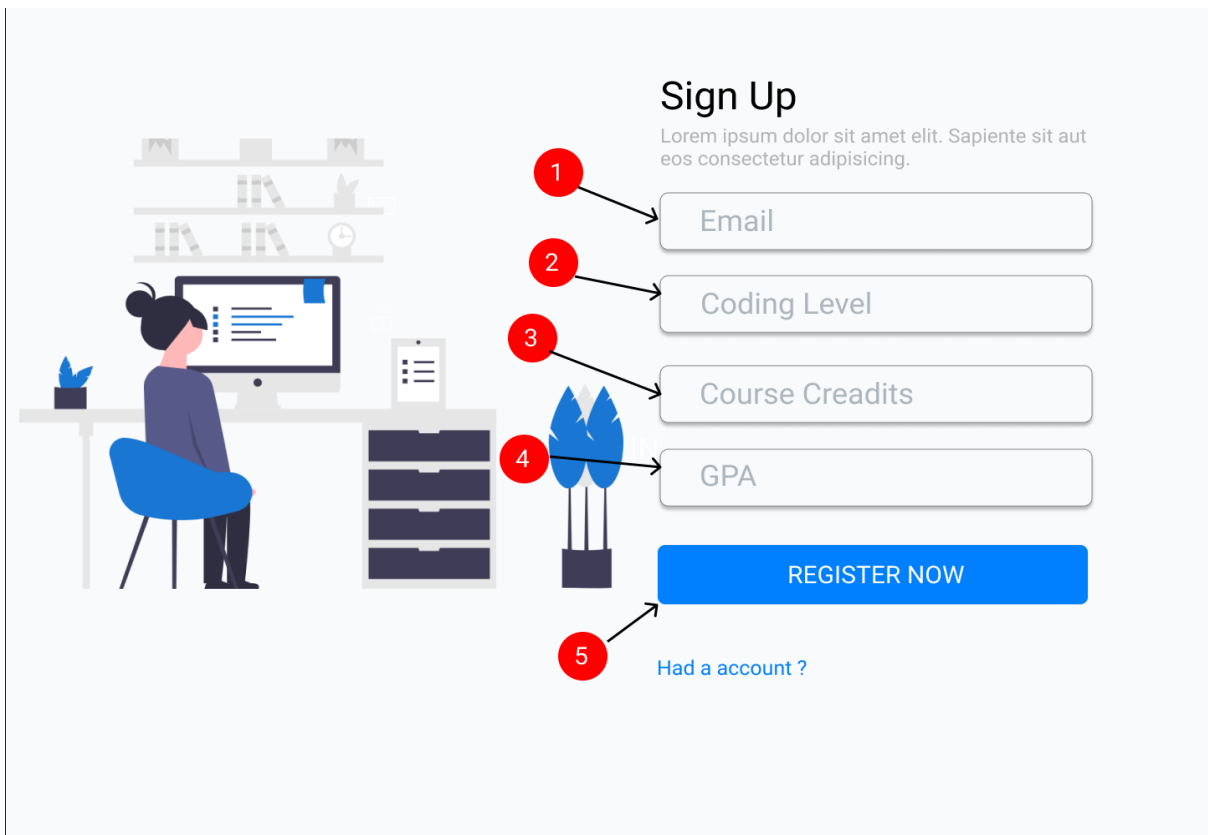 Sign Up
Lorem ipsum dolor sit amet elit. Sapiente sit aut
eos consectetur adipisicing.
1
Email
2
Coding Level
3
Course Creadits
4
GPA
REGISTER NOW
5
Had a account ?